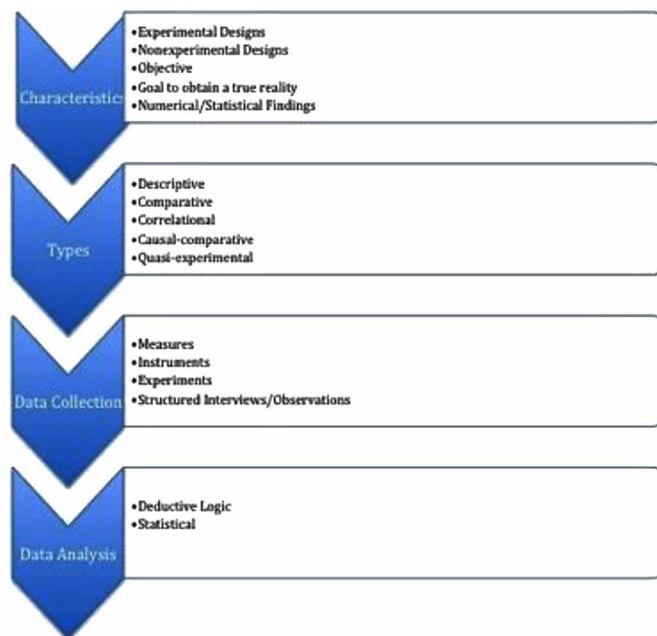 Characteristics
•Experimental Designs
•Nonexperimental Designs
•Objective
•Goal to obtain a true reality
•Numerical/Statistical Findings
Types
•Descriptive
•Comparative
•Correlational
•Causal-comparative
•Quasi-experimental
Data Collection
•Measures
•Instruments
•Experiments
•Structured Interviews/Observations
Data Analysis
•Deductive Logic
•Statistical